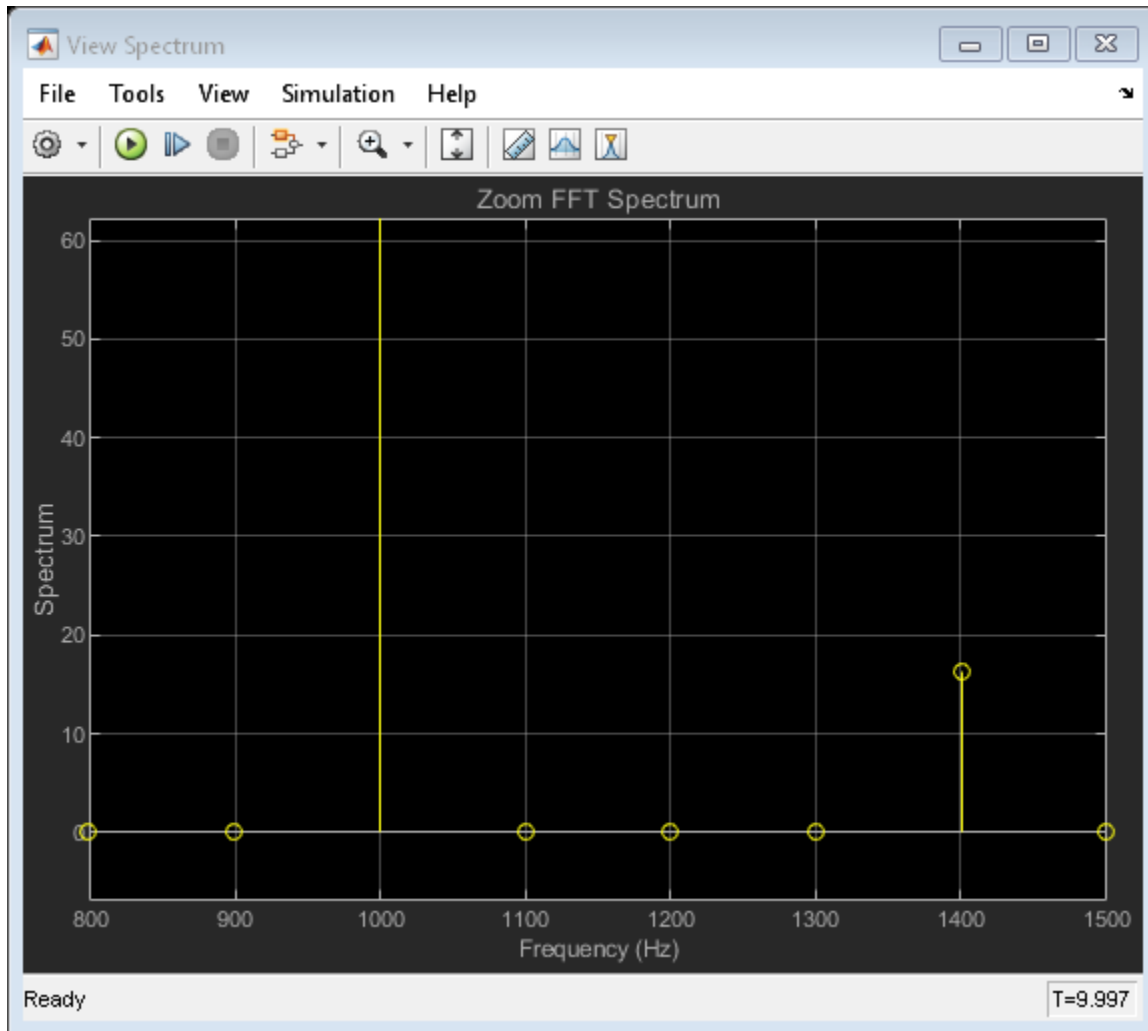 View Spectrum
File Tools View Simulation Help
Zoom FFT Spectrum
60
50
40
30
20
10
0
Spectrum
800 900 1000 1100 1200 1300 1400 1500
Frequency (Hz)
Ready T=9.997